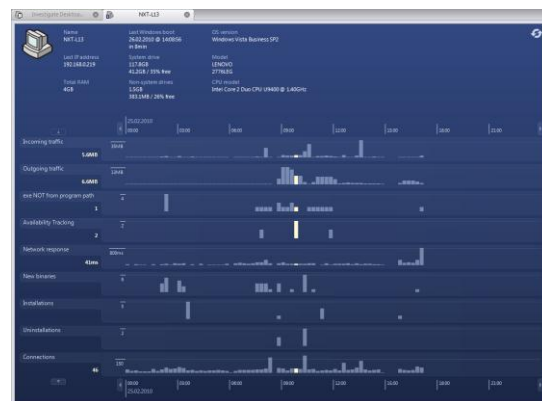 Investigate Desktop...
NXT-L13
Name
NXT-L13
Last Windows boot
26.02.2010 @ 14:08:56
in 8min
OS version
Windows Vista Business SP2
Last IP address
192.168.0.219
System drive
117.8GB
41.2GB / 35% free
Model
LENOVO
2776LEG
Total RAM
4GB
Non-system drives
1.5GB
383.1MB / 26% free
CPU model
Intel Core 2 Duo CPU U9400 @ 1.40GHz
25.02.2010
00:00 03:00 06:00 09:00 12:00 15:00 18:00 21:00
Incoming traffic
5.6MB
Outgoing traffic
6.6MB
exe NOT from program path
1
Availability Tracking
2
2
Network response
41ms
New binaries
Installations
Uninstallations
2
Connections
46
00:00 03:00 06:00 09:00 12:00 15:00 18:00 21:00
25.02.2010